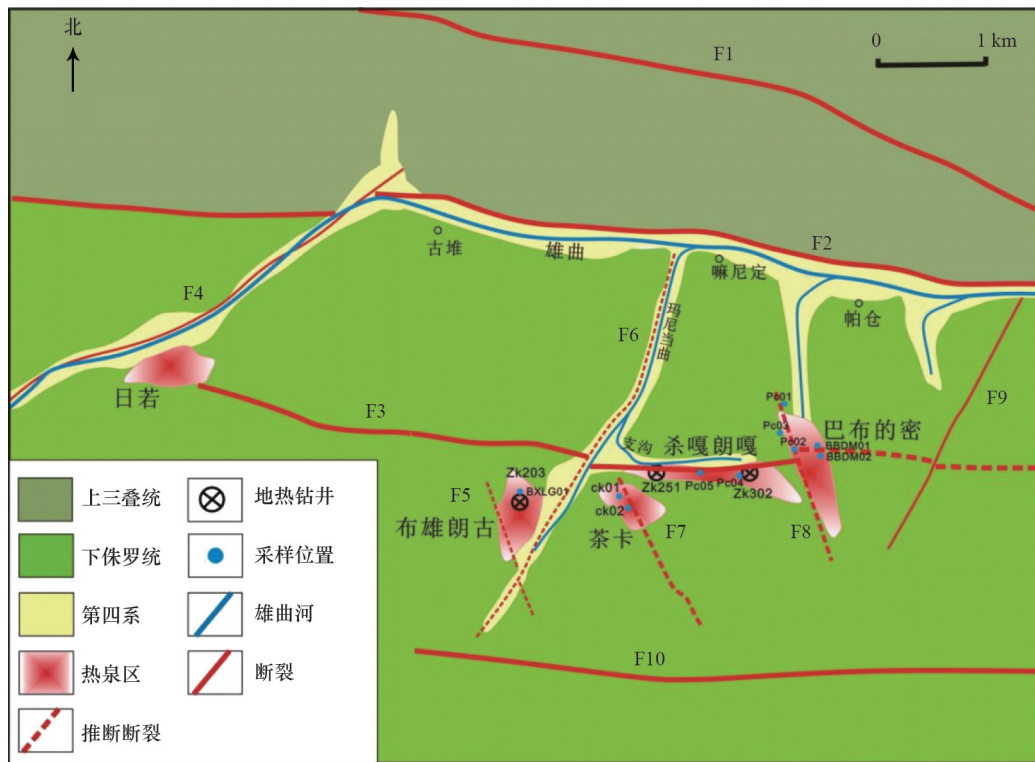 北
0
1 km
F1
F2
古堆
雄曲
嘛尼定
F4
帕仓
F6
玛尼当曲
F9
日若
F3
Pc01
Pc03
巴布的密
Pc02
BBDM01
BBDM02
支沟
杀嘎朗嘎
Zk203
BXLG01
F5
布雄朗古
ck01
ck02
Zk251
Pc05
Pc04
Zk302
茶卡
F7
F8
F10
上三叠统
地热钻井
下侏罗统
采样位置
第四系
雄曲河
热泉区
断裂
推断断裂